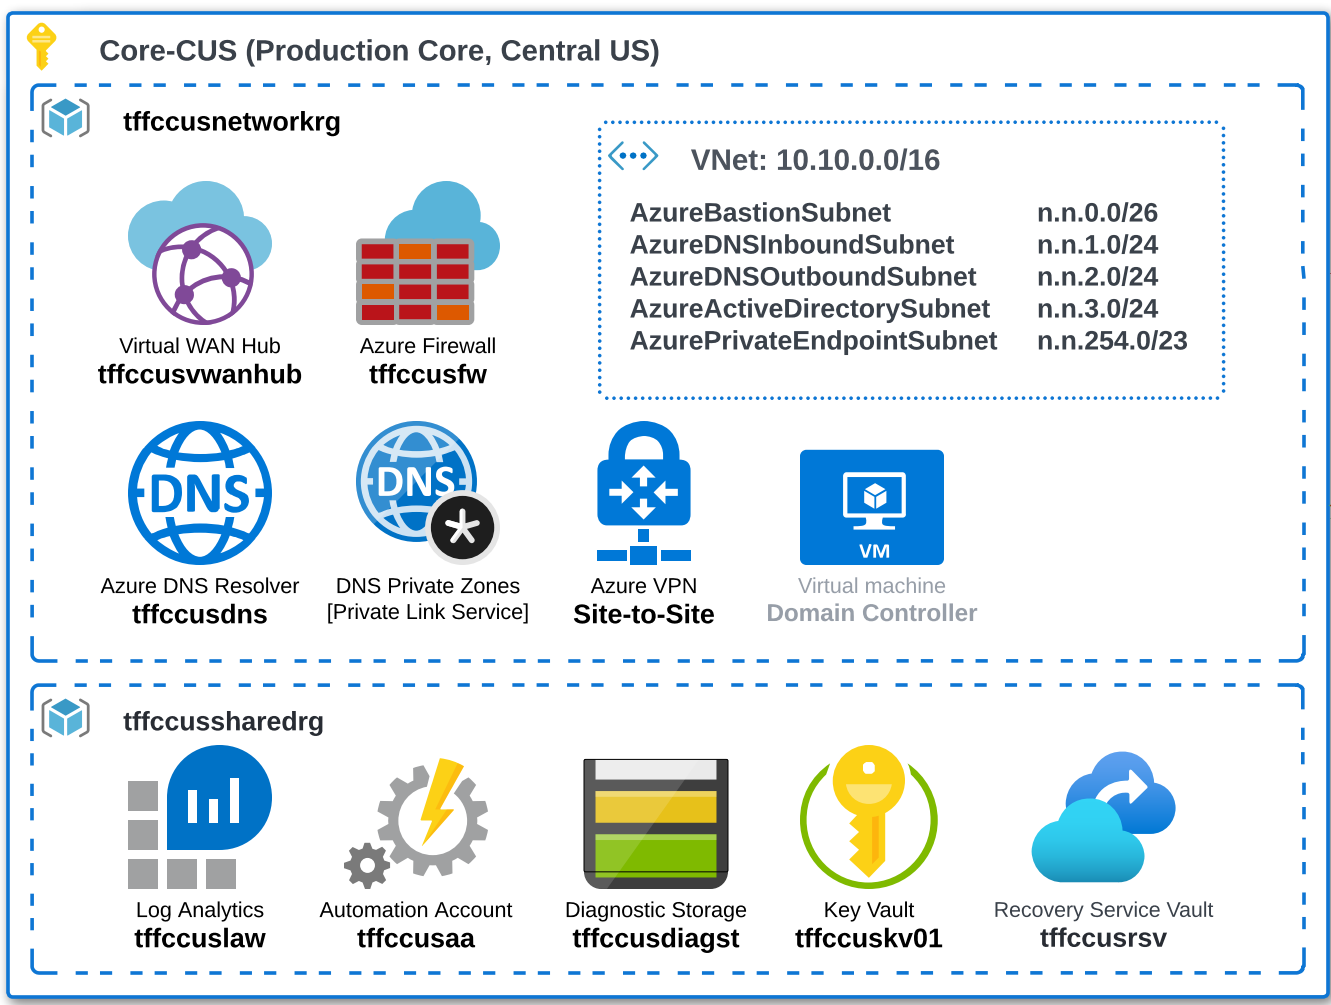 Core-CUS (Production Core, Central US)
tffccusnetworkrg
VNet: 10.10.0.0/16
AzureBastionSubnet n.n.0.0/26
AzureDNSInboundSubnet n.n.1.0/24
AzureDNSOutboundSubnet n.n.2.0/24
AzureActiveDirectorySubnet n.n.3.0/24
AzurePrivateEndpointSubnet n.n.254.0/23
Virtual WAN Hub
tffccusvwanhub
Azure Firewall
tffccusfw
DNS
Azure DNS Resolver
tffccusdns
DNS
DNS Private Zones
[Private Link Service]
Azure VPN
Site-to-Site
VM
Virtual machine
Domain Controller
tffccussharedrg
Log Analytics
tffccuslaw
Automation Account
tffccusaa
Diagnostic Storage
tffccusdiagst
Key Vault
tffccuskv01
Recovery Service Vault
tffccusrsv